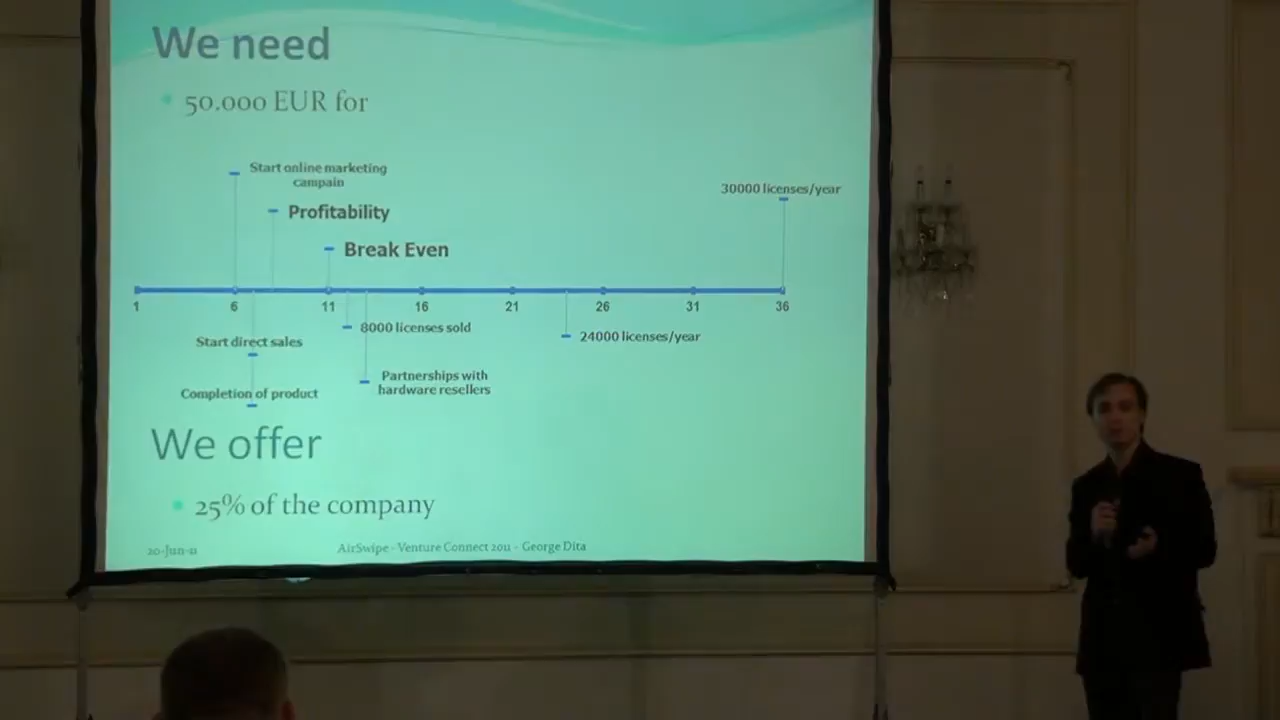 We need
50.000 EUR for
Start online marketing
campain
Profitability
Break Even
30000 licenses/year
1 6 11 16 21 26 31 36
8000 licenses sold
24000 licenses/year
Start direct sales
Partnerships with
hardware resellers
Completion of product
We offer
25% of the company
20-Jun-11
AirSwipe - Venture Connect 2011 - George Dita